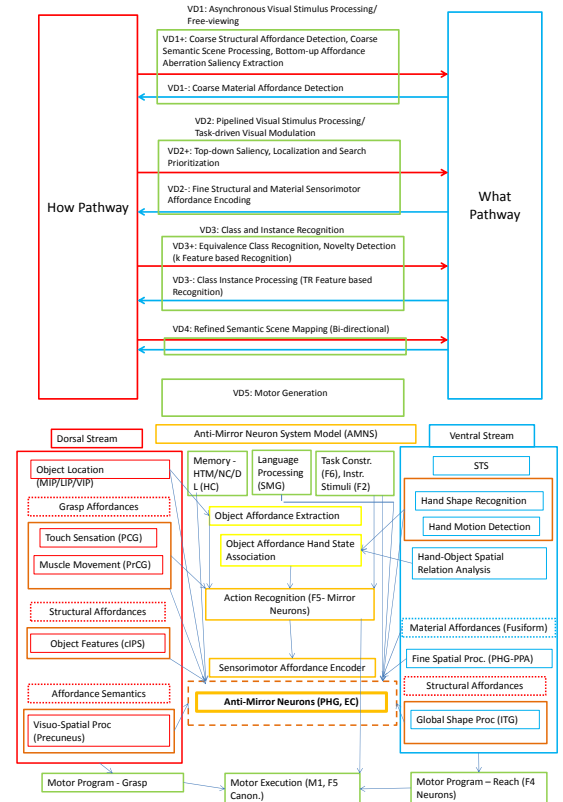 VD1: Asynchronous Visual Stimulus Processing/
Free-viewing
VD1+: Coarse Structural Affordance Detection, Coarse
Semantic Scene Processing, Bottom-up Affordance
Aberration Saliency Extraction
VD1-: Coarse Material Affordance Detection
VD2: Pipelined Visual Stimulus Processing/
Task-driven Visual Modulation
VD2+: Top-down Saliency, Localization and Search
Prioritization
VD2-: Fine Structural and Material Sensorimotor
Affordance Encoding
How Pathway
What
Pathway
VD3: Class and Instance Recognition
VD3+: Equivalence Class Recognition, Novelty Detection
(k Feature based Recognition)
VD3-: Class Instance Processing (TR Feature based
Recognition)
VD4: Refined Semantic Scene Mapping (Bi-directional)
VD5: Motor Generation
Anti-Mirror Neuron System Model (AMNS)
Dorsal Stream
Ventral Stream
Object Location
(MIP/LIP/VIP)
Grasp Affordances
Touch Sensation (PCG)
Muscle Movement (PrCG)
Structural Affordances
Object Features (cIPS)
Affordance Semantics
Visuo-Spatial Proc
(Precuneus)
Memory -
HTM/NC/D
L (HC)
Language
Processing
(SMG)
Task Constr.
(F6), Instr.
Stimuli (F2)
Object Affordance Extraction
Object Affordance Hand State
Association
Action Recognition (F5- Mirror
Neurons)
Sensorimotor Affordance Encoder
Anti-Mirror Neurons (PHG, EC)
STS
Hand Shape Recognition
Hand Motion Detection
Hand-Object Spatial
Relation Analysis
Material Affordances (Fusiform)
Fine Spatial Proc. (PHG-PPA)
Structural Affordances
Global Shape Proc (ITG)
Motor Program - Grasp
Motor Execution (M1, F5
Canon.)
Motor Program – Reach (F4
Neurons)